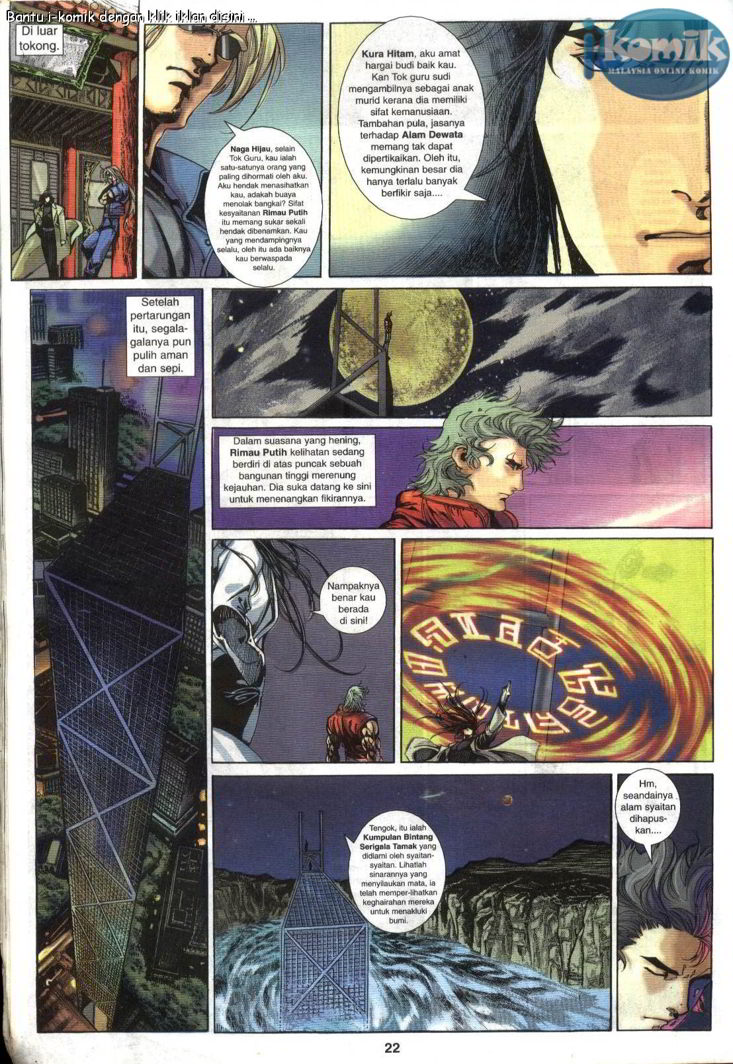 Bantu i-komik dengan klik iklan disini ...
i-komik
MALAYSIA ONLINE KOMIK
Di luar
tokong.
Naga Hijau, selain
Tok Guru, kau ialah
satu-satunya orang yang
paling dihormati oleh aku.
Aku hendak menasihatkan
kau, adakah buaya
menolak bangkai? Sifat
kesyaitanan Rimau Putih
itu memang sukar sekali
hendak dibenamkan. Kau
yang mendampingnya
selalu, oleh itu ada baiknya
kau berwaspada
selalu.
Kura Hitam, aku amat
hargai budi baik kau.
Kan Tok guru sudi
mengambilnya sebagai anak
murid kerana dia memiliki
sifat kemanusiaan.
Tambahan pula, jasanya
terhadap Alam Dewata
memang tak dapat
dipertikaikan. Oleh itu,
kemungkinan besar dia
hanya terlalu banyak
berfikir saja....
Setelah
pertarungan
itu, segala-
galanya pun
pulih aman
dan sepi.
Dalam suasana yang hening,
Rimau Putih kelihatan sedang
berdiri di atas puncak sebuah
bangunan tinggi merenung
kejauhan. Dia suka datang ke sini
untuk menenangkan fikirannya.
Nampaknya
benar kau
berada
di sini!
Tengok, itu ialah
Kumpulan Bintang
Serigala Tamak yang
didiami oleh syaitan-
syaitan. Lihatlah
sinarannya yang
menyilaukan mata, ia
telah memper-lihatkan
keghairahan mereka
untuk menakluki
bumi.
Hm,
seandainya
alam syaitan
dihapus-
kan....
22